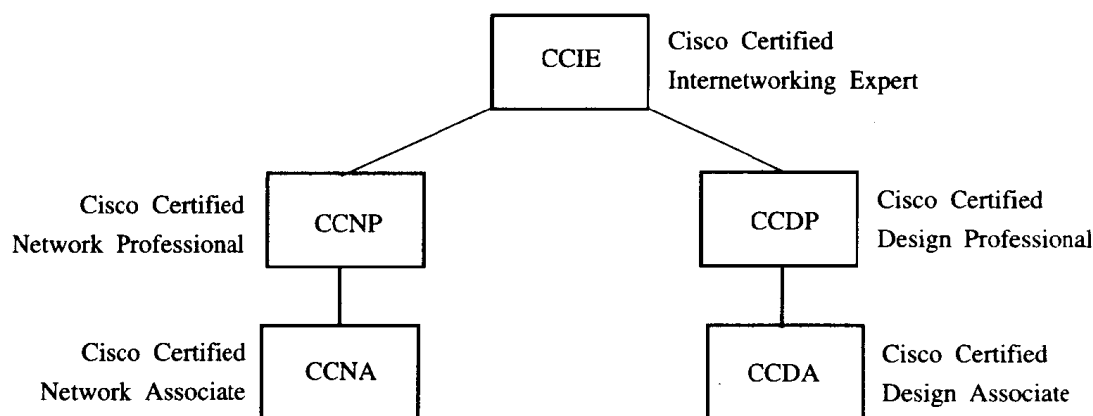 CCIE
Cisco Certified
Internetworking Expert
Cisco Certified
Network Professional
CCNP
CCDP
Cisco Certified
Design Professional
Cisco Certified
Network Associate
CCNA
CCDA
Cisco Certified
Design Associate